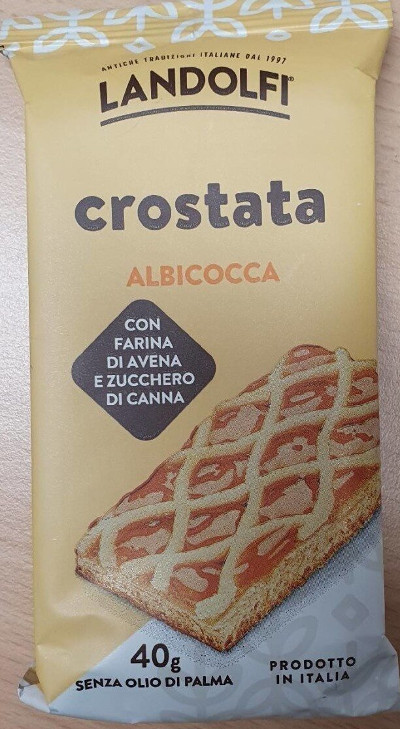 ANTICHE TRADIZIONI ITALIANE DAL 1997
LANDOLFI®
crostata
ALBICOCCA
CON
FARINA
DI AVENA
E ZUCCHERO
DI CANNA
40g
SENZA OLIO DI PALMA
PRODOTTO
IN ITALIA